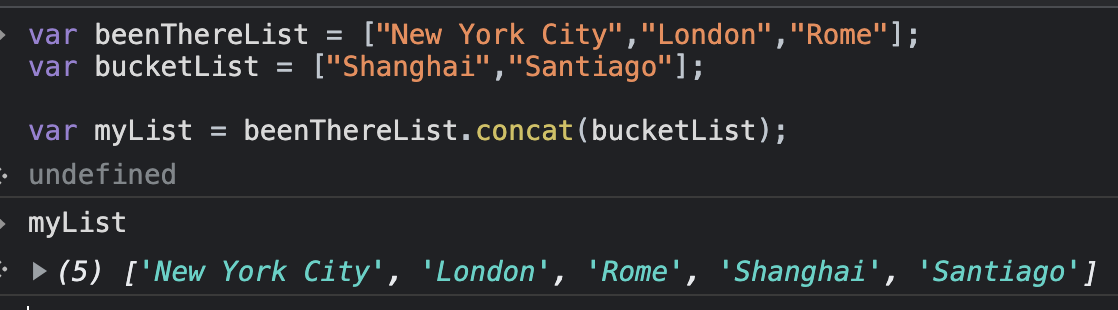 var beenThereList = ["New York City","London","Rome"];
var bucketList = ["Shanghai","Santiago"];
var myList = beenThereList.concat(bucketList);
undefined
myList
(5) ['New York City', 'London', 'Rome', 'Shanghai', 'Santiago']